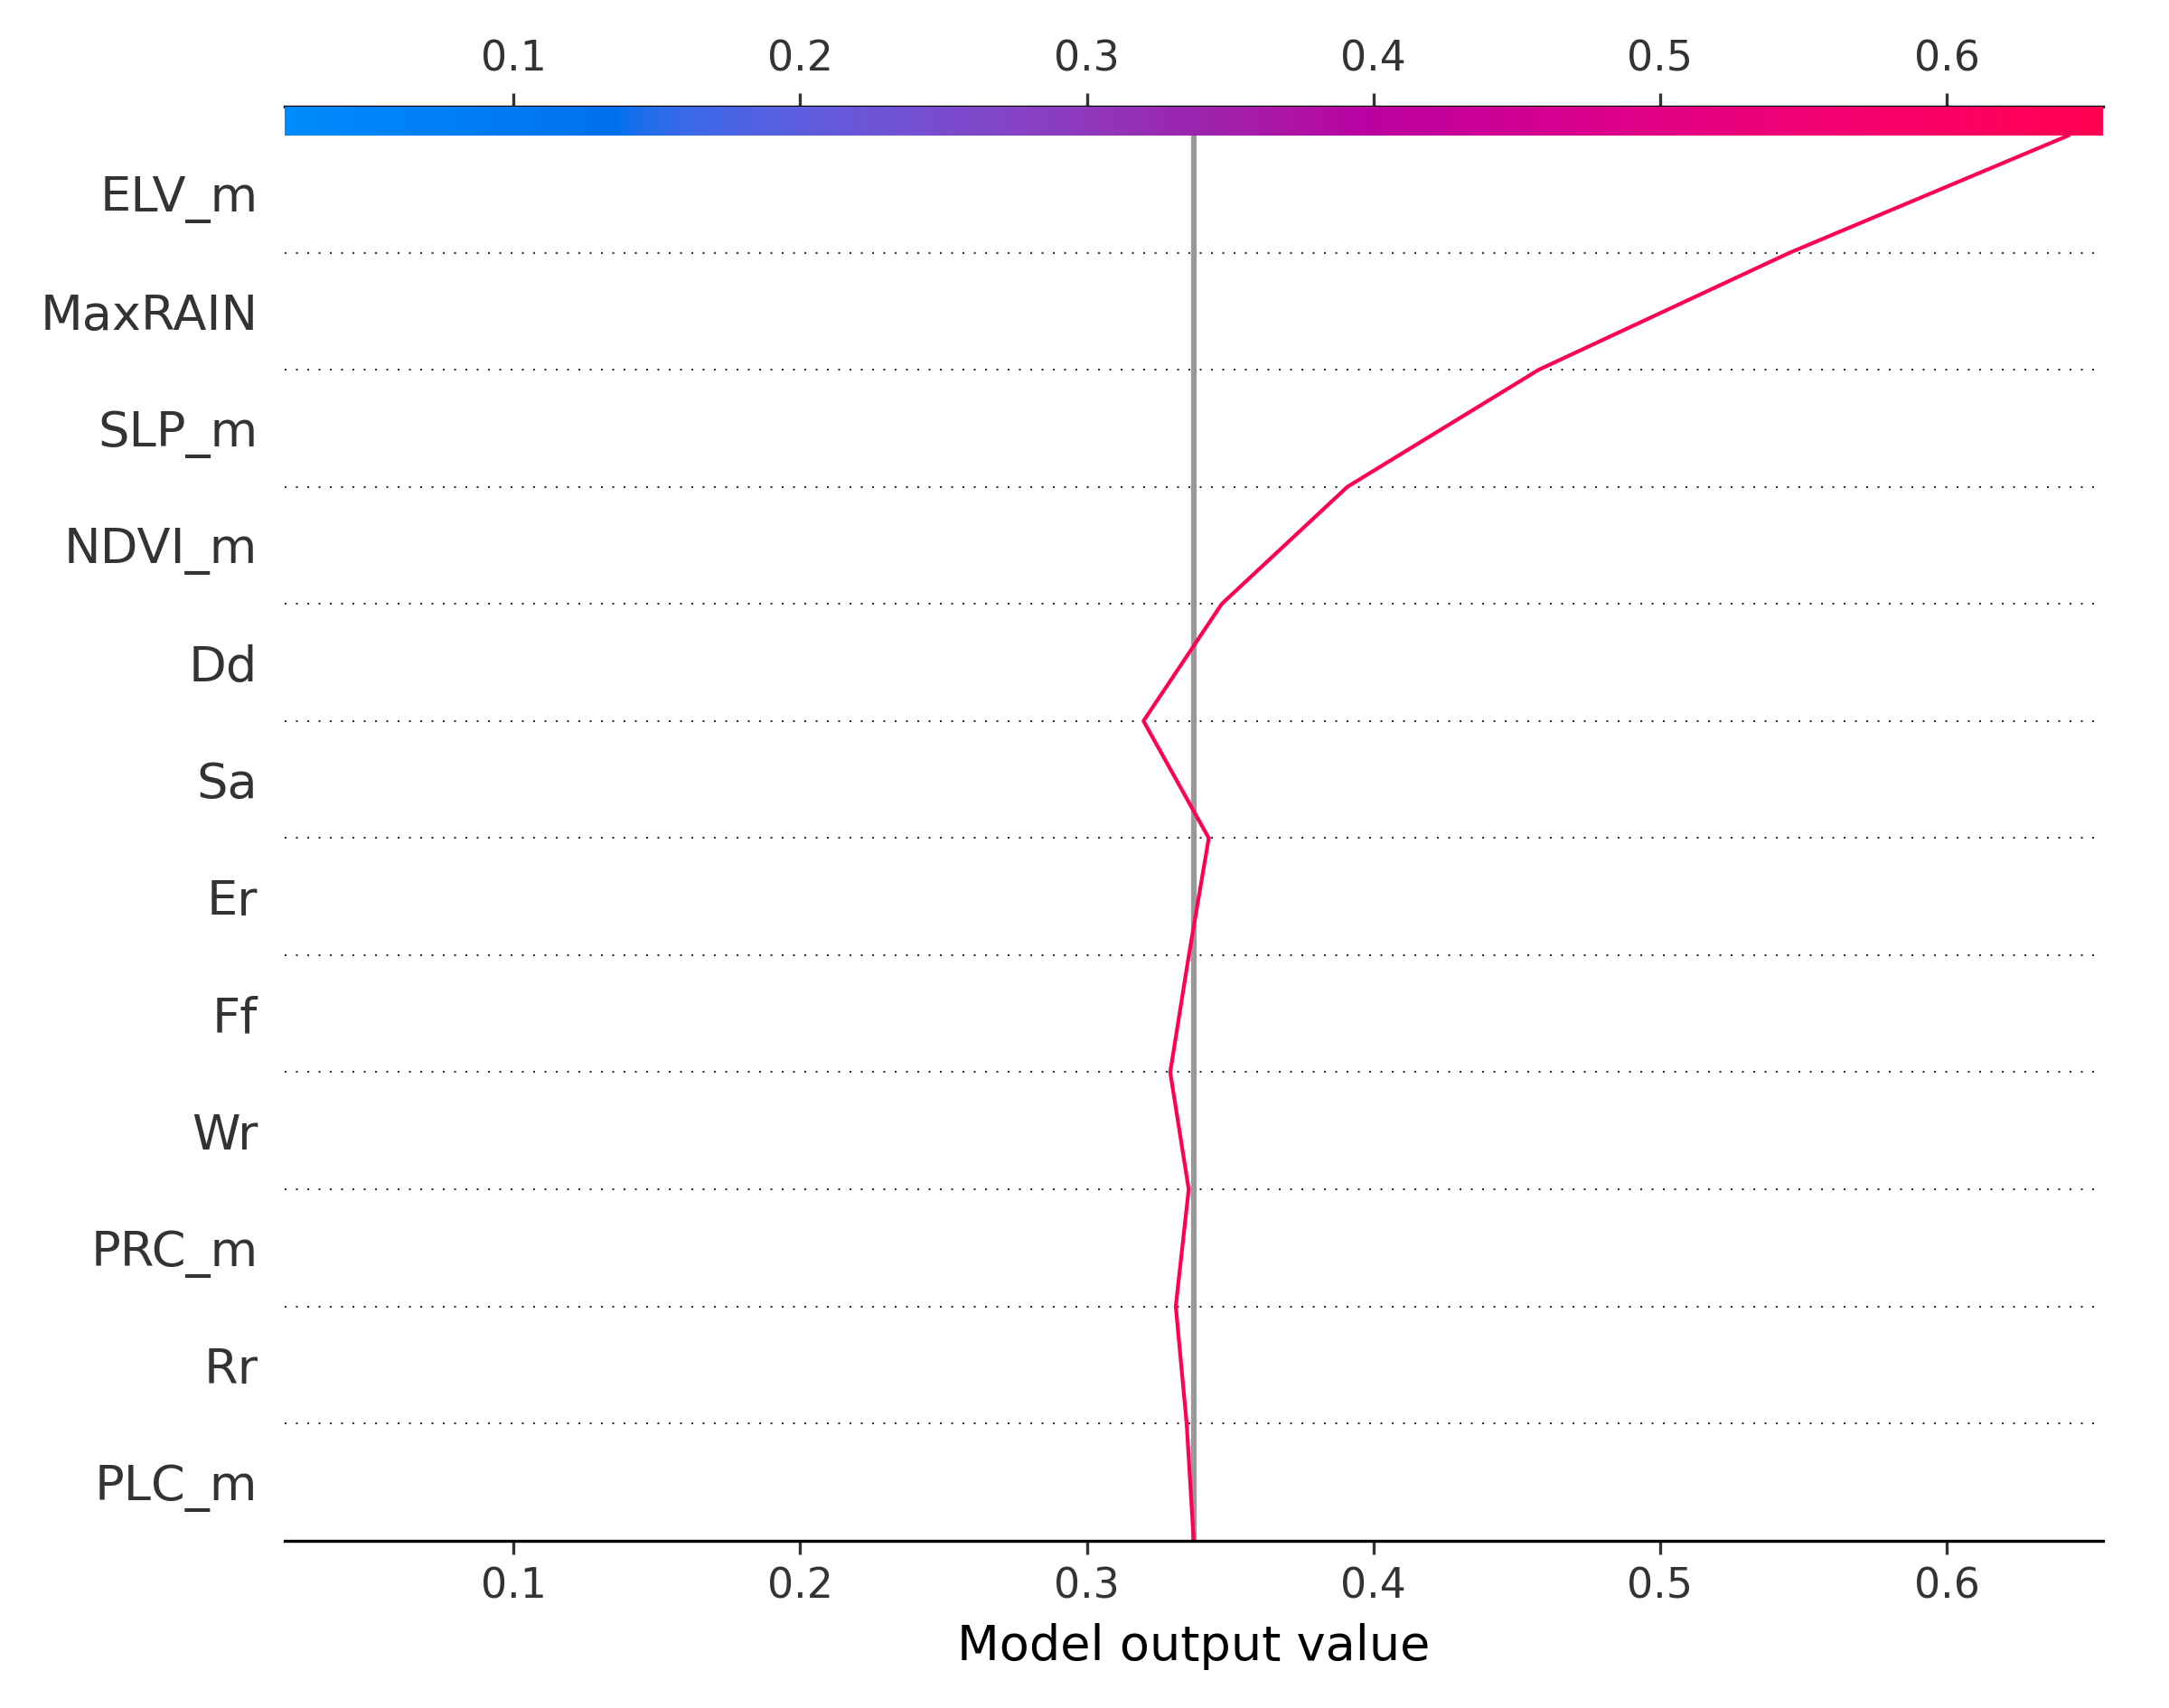 0.1 0.2 0.3 0.4 0.5 0.6
ELV_m
MaxRAIN
SLP_m
NDVI_m
Dd
Sa
Er
Ff
Wr
PRC_m
Rr
PLC_m
0.1 0.2 0.3 0.4 0.5 0.6
Model output value